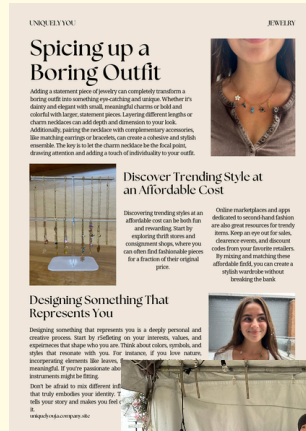 UNIQUELY YOU
JEWELRY
Spicing up a
Boring Outfit
Adding a statement piece of jewelry can completely transform a
boring outfit into something eye-catching and unique. Whether it's
dainty and elegant with small, meaningful charms or bold and
colorful with larger, statement pieces. Layering different lengths or
charm necklaces can add depth and dimension to your look.
Additionally, pairing the necklace with complementary accessories,
like matching earrings or bracelets, can create a cohesive and stylish
ensemble. The key is to let the charm necklace be the focal point,
drawing attention and adding a touch of individuality to your outfit.
Discover Trending Style at
an Affordable Cost
Discovering trending styles at an
affordable cost can be both fun
and rewarding. Start by
exploring thrift stores and
consignment shops, where you
can often find fashionable pieces
for a fraction of their original
price.
Online marketplaces and apps
dedicated to second-hand fashion
are also great resources for trendy
items. Keep an eye out for sales,
clearence events, and discount
codes from your favorite retailers.
By mixing and matching these
affordable finfd, you can create a
stylish wardrobe without
breaking the bank
Designing Something That
Represents You
Designing something that represents you is a deeply personal and
creative process. Start by rfelfleting on your interests, values, and
expeirneces that shape who you are. Think about colors, symbols, and
styles that resonate with you. For instance, if you love nature,
incorperating elements like leaves,
meaningful. If you're passionate abo
instruments might be fitting.
Don't be afraid to mix different infl
that truly embodies your identity. T
tells your story and makes you feel c
it.
uniquelyouja.company.site